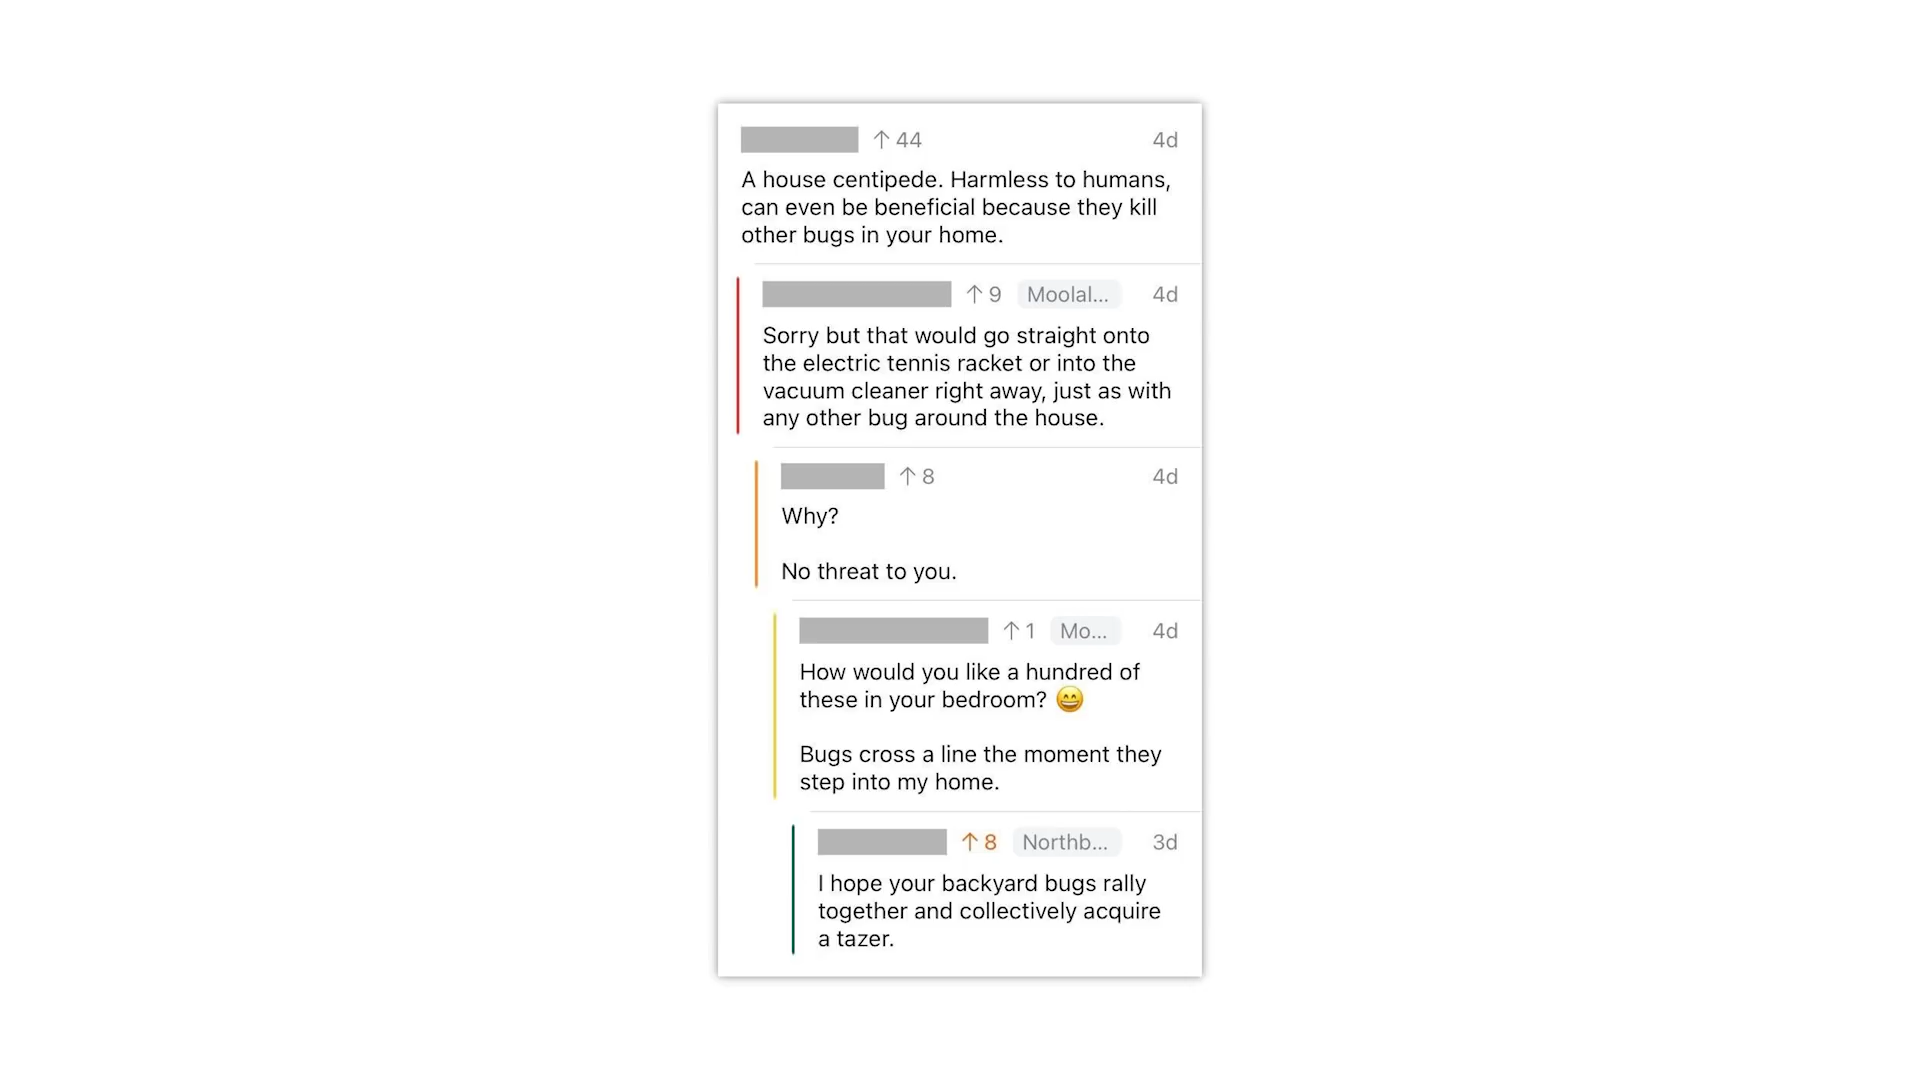 ↑ 44 4d
A house centipede. Harmless to humans,
can even be beneficial because they kill
other bugs in your home.
↑ 9 Moolal... 4d
Sorry but that would go straight onto
the electric tennis racket or into the
vacuum cleaner right away, just as with
any other bug around the house.
↑ 8 4d
Why?
No threat to you.
↑ 1 Mo... 4d
How would you like a hundred of
these in your bedroom? 😄
Bugs cross a line the moment they
step into my home.
↑ 8 Northb... 3d
I hope your backyard bugs rally
together and collectively acquire
a tazer.